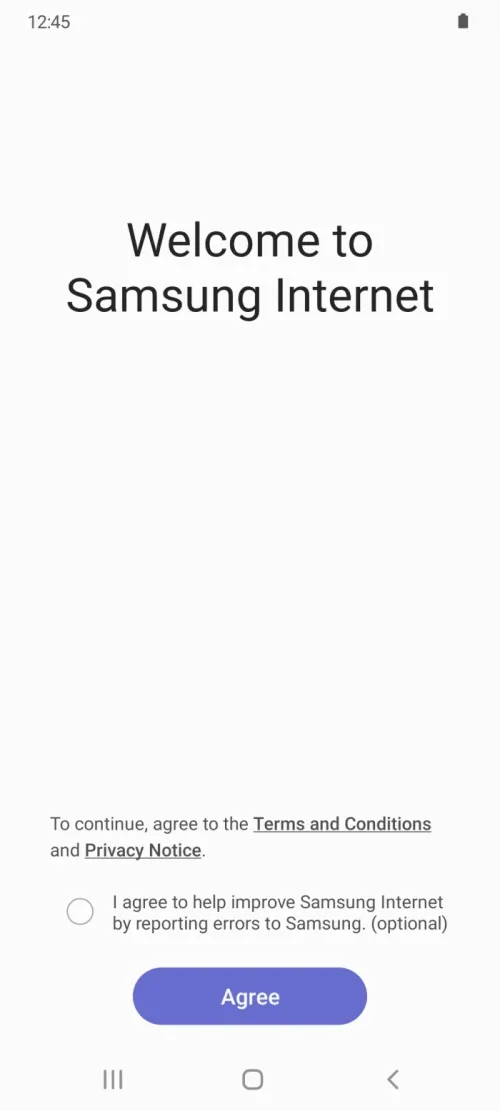 12:45
Welcome to
Samsung Internet
To continue, agree to the Terms and Conditions
and Privacy Notice.
I agree to help improve Samsung Internet
by reporting errors to Samsung. (optional)
Agree